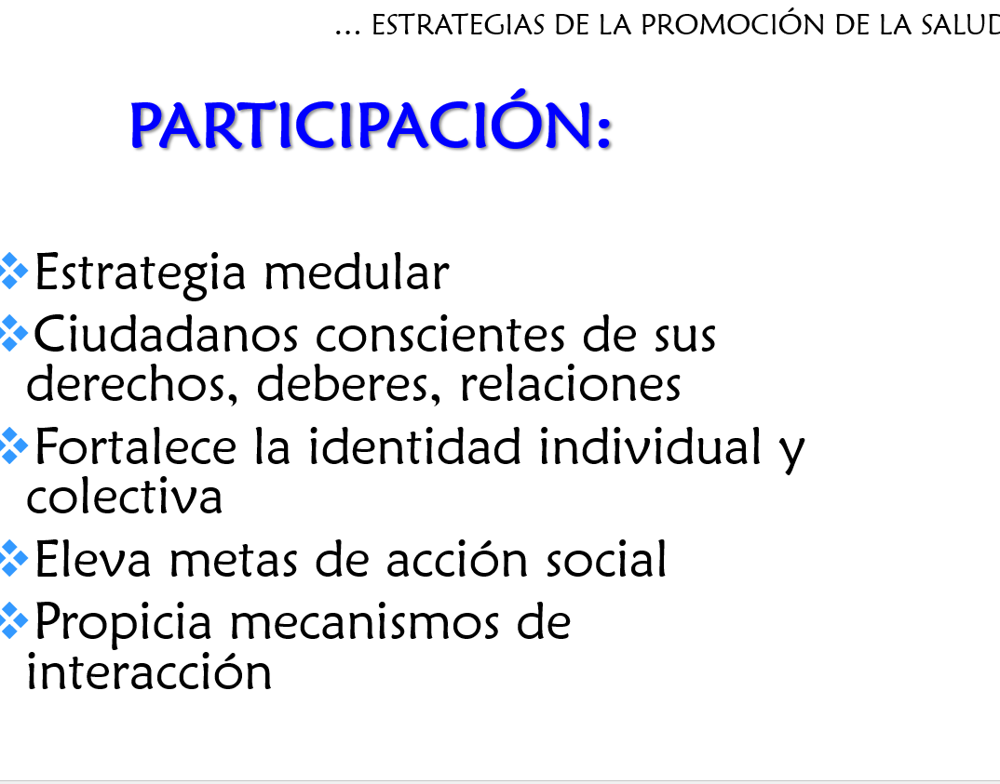 ... ESTRATEGIAS DE LA PROMOCIÓN DE LA SALUD
PARTICIPACIÓN:
Estrategia medular
Ciudadanos conscientes de sus
derechos, deberes, relaciones
Fortalece la identidad individual y
colectiva
Eleva metas de acción social
Propicia mecanismos de
interacción